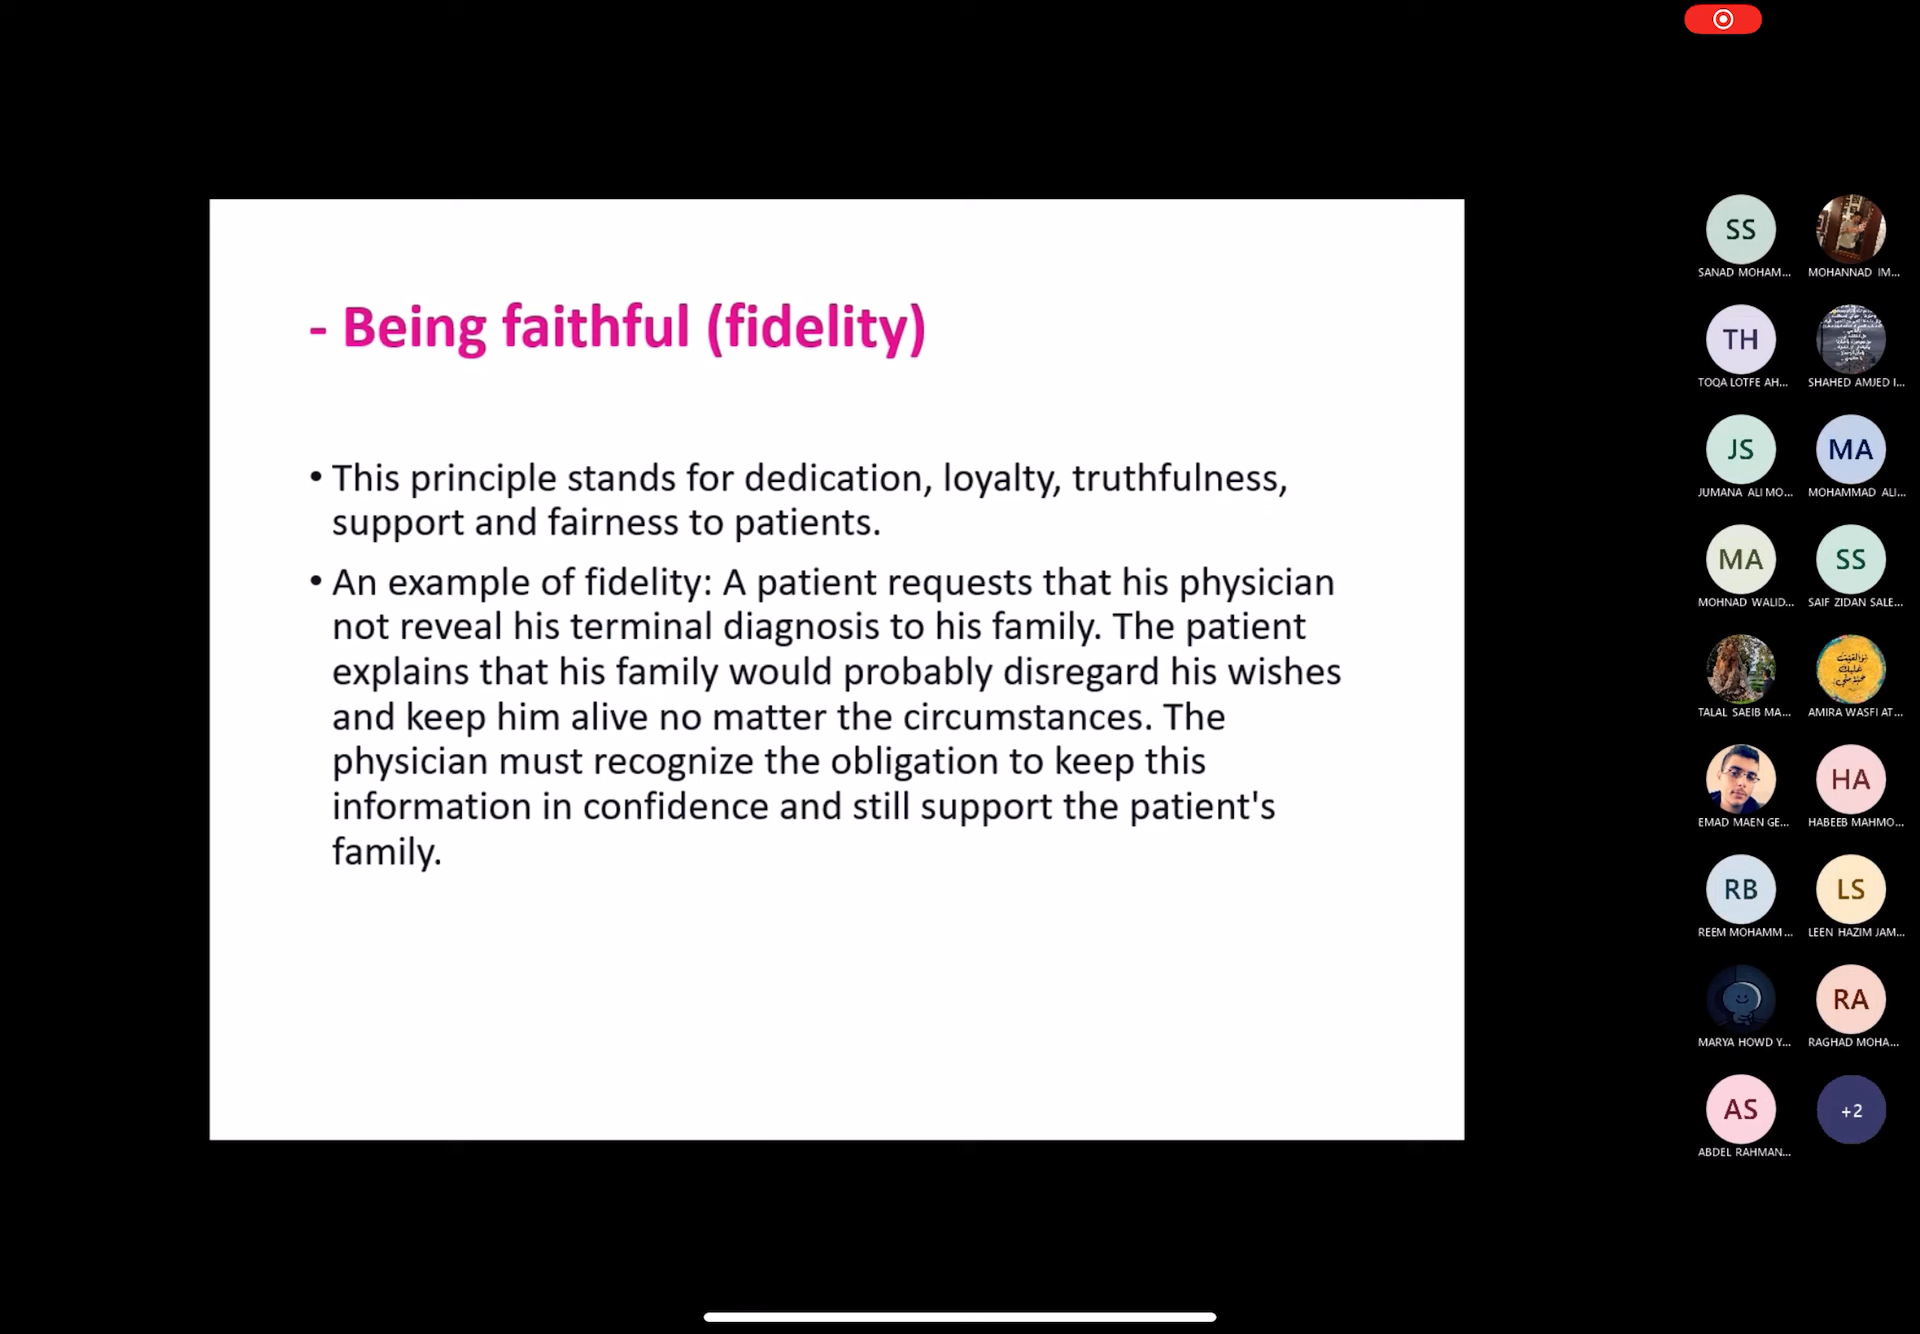 - Being faithful (fidelity)
• This principle stands for dedication, loyalty, truthfulness,
support and fairness to patients.
• An example of fidelity: A patient requests that his physician
not reveal his terminal diagnosis to his family. The patient
explains that his family would probably disregard his wishes
and keep him alive no matter the circumstances. The
physician must recognize the obligation to keep this
information in confidence and still support the patient's
family.
SS
SANAD MOHAM... MOHANNAD IM...
TH
TOQA LOTFE AH... SHAHED AMJED I...
JS MA
JUMANA ALI MO... MOHAMMAD ALI...
MA SS
MOHNAD WALID... SAIF ZIDAN SALE...
TALAL SAEIB MA... AMIRA WASFI AT...
HA
EMAD MAEN GE... HABEEB MAHMO...
RB LS
REEM MOHAMM... LEEN HAZIM JAM...
RA
MARYA HOWD Y... RAGHAD MOHA...
AS +2
ABDEL RAHMAN...